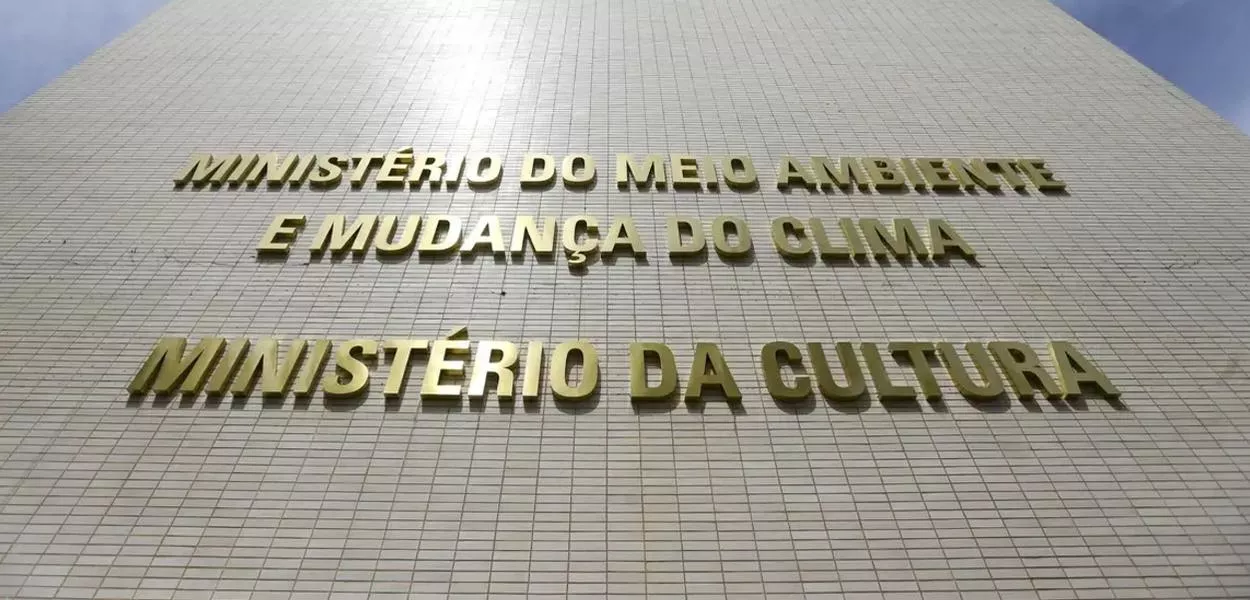 MINISTÉRIO DO MEIO AMBIENTE
E MUDANÇA DO CLIMA
MINISTÉRIO DA CULTURA